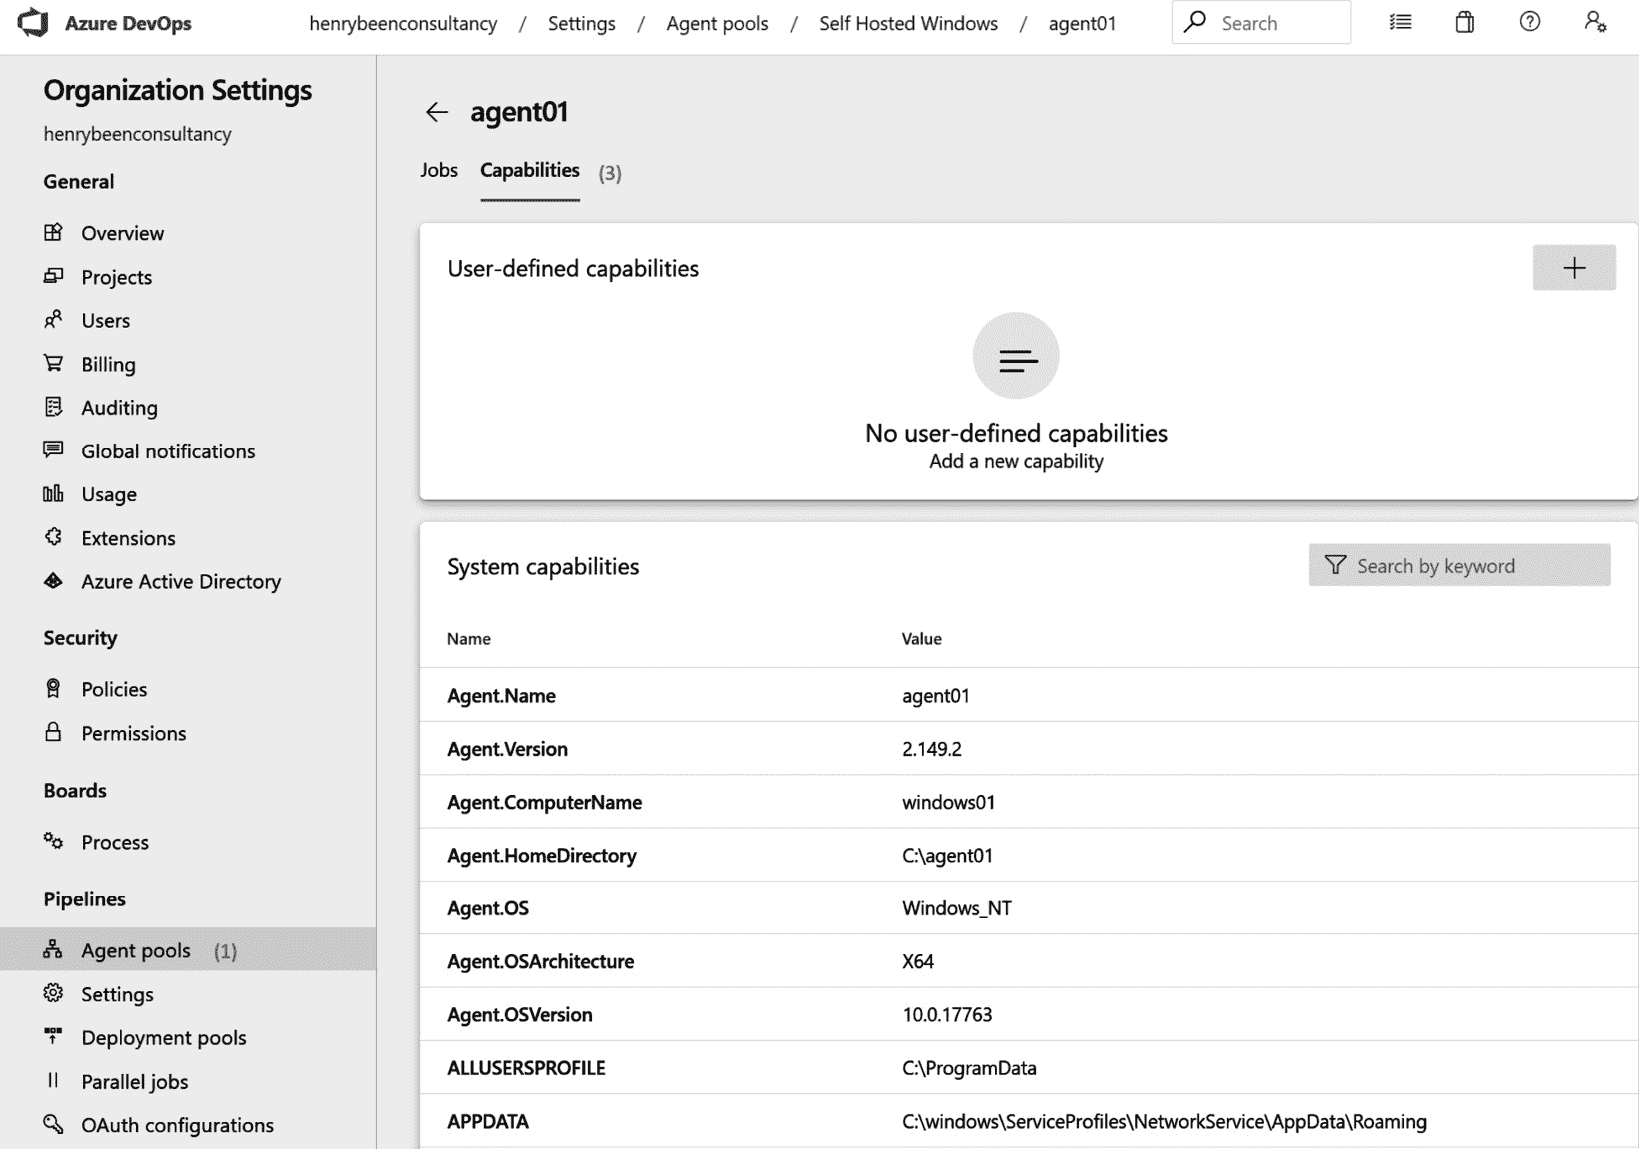 Azure DevOps
henrybeenconsultancy / Settings / Agent pools / Self Hosted Windows / agent01
Search
Organization Settings
henrybeenconsultancy
General
Overview
Projects
Users
Billing
Auditing
Global notifications
Usage
Extensions
Azure Active Directory
Security
Policies
Permissions
Boards
Process
Pipelines
Agent pools (1)
Settings
Deployment pools
Parallel jobs
OAuth configurations
agent01
Jobs Capabilities (3)
User-defined capabilities
No user-defined capabilities
Add a new capability
System capabilities
Search by keyword
Name Value
Agent.Name agent01
Agent.Version 2.149.2
Agent.ComputerName windows01
Agent.HomeDirectory C:\agent01
Agent.OS Windows_NT
Agent.OSArchitecture X64
Agent.OSVersion 10.0.17763
ALLUSERSPROFILE C:\ProgramData
APPDATA C:\windows\ServiceProfiles\NetworkService\AppData\Roaming